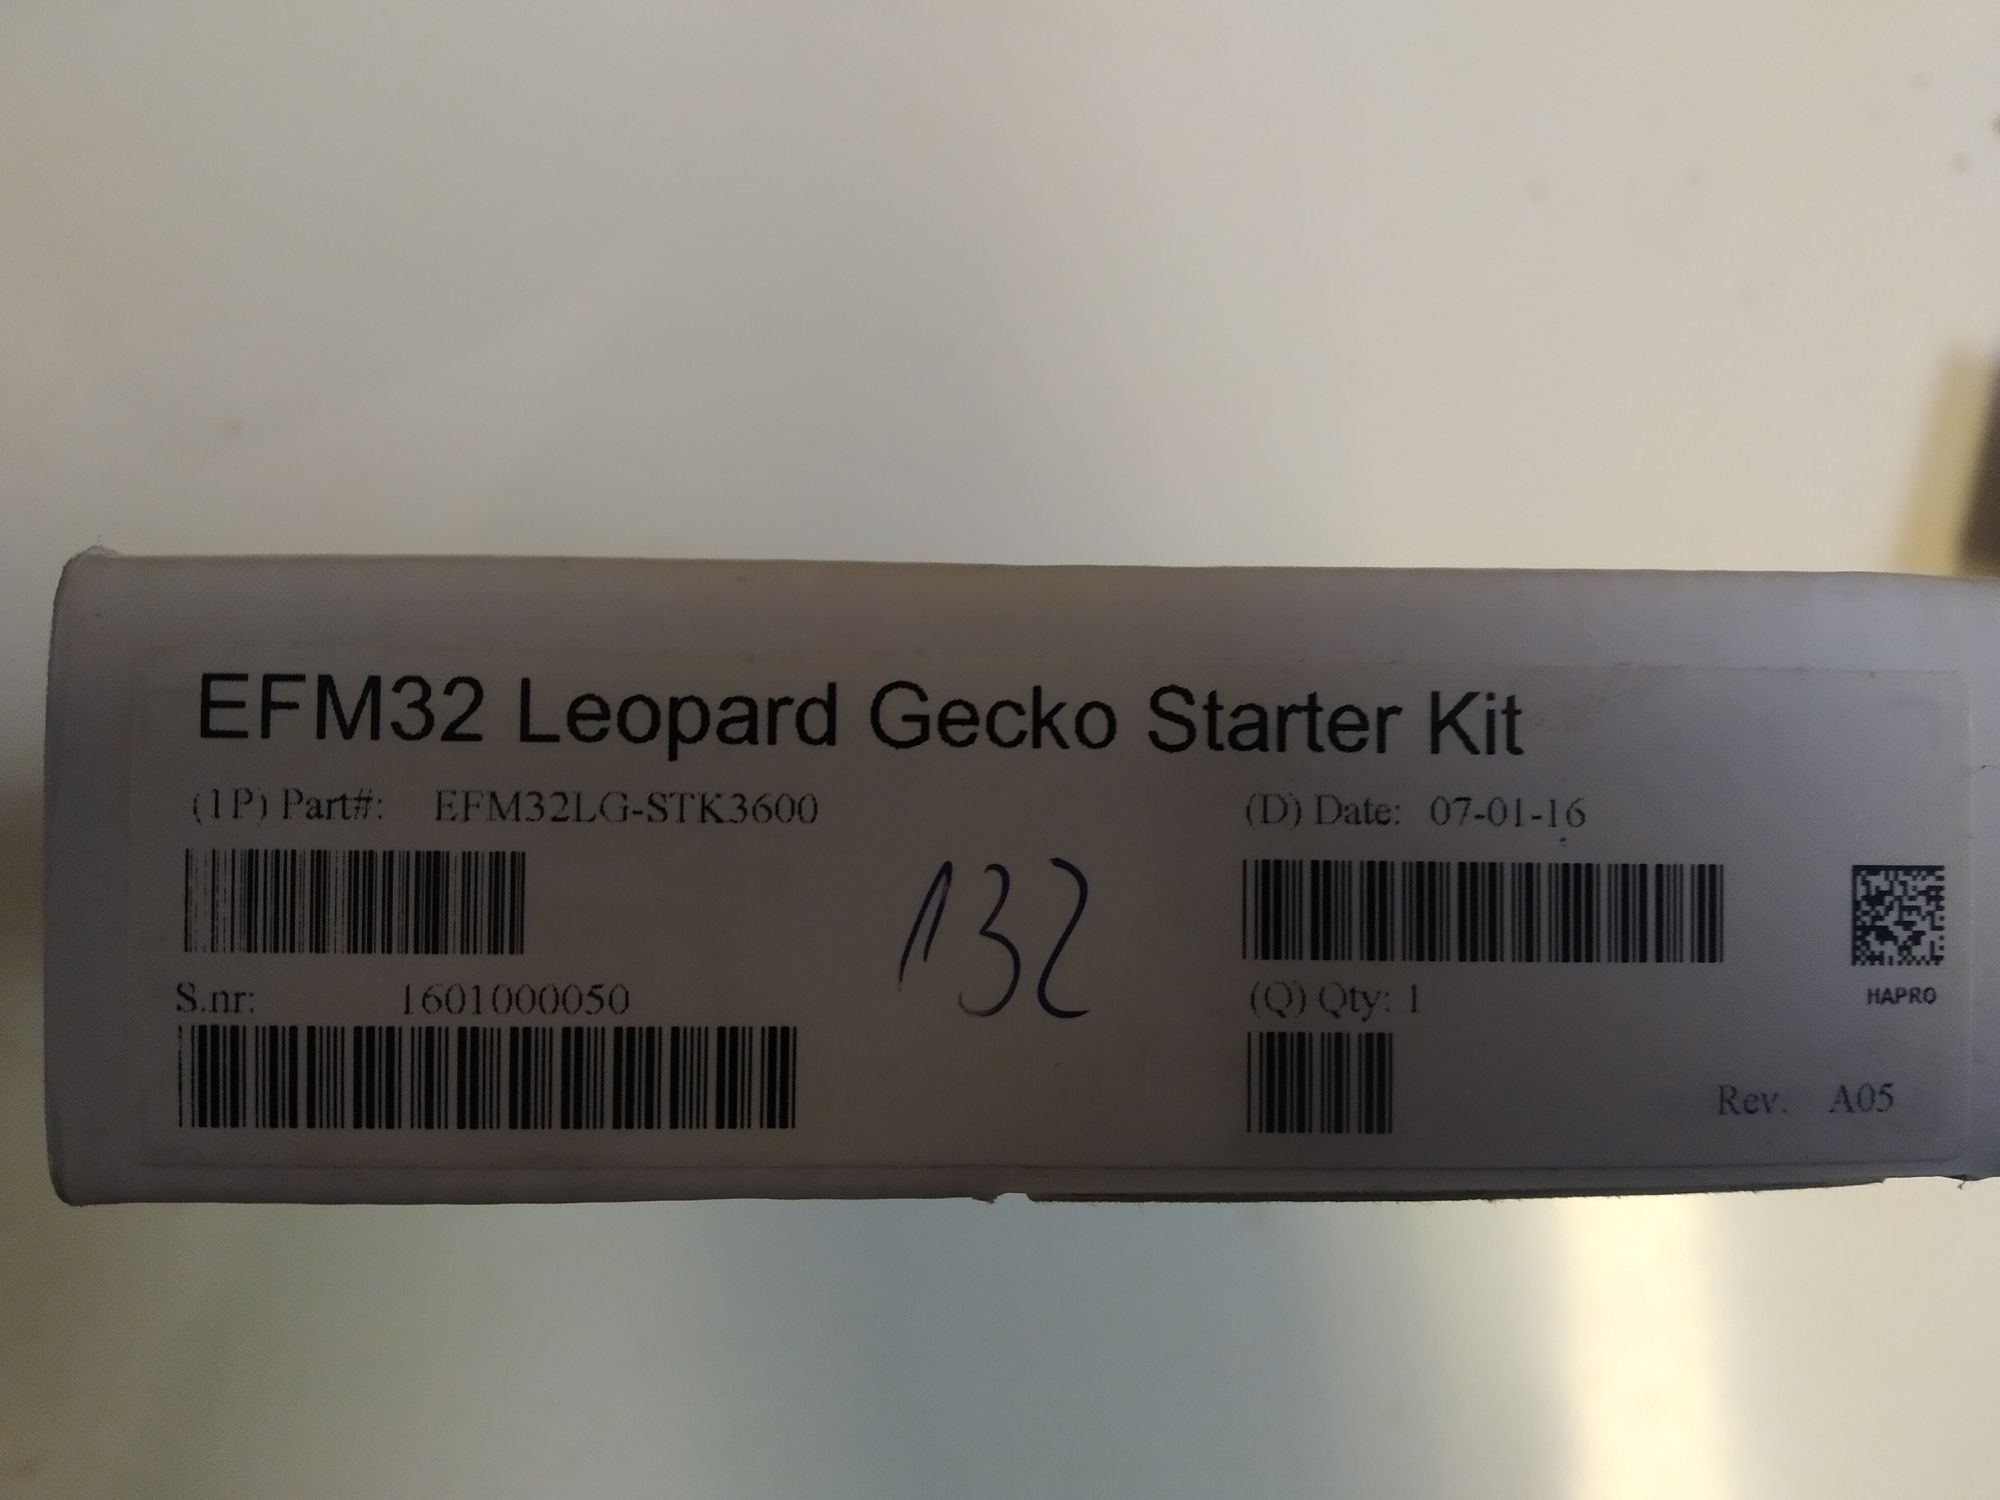 EFM32 Leopard Gecko Starter Kit
(1P) Part#: EFM32LG-STK3600
(D) Date: 07-01-16
132
S.nr: 1601000050
(Q) Qty: 1
HAPRO
Rev. A05